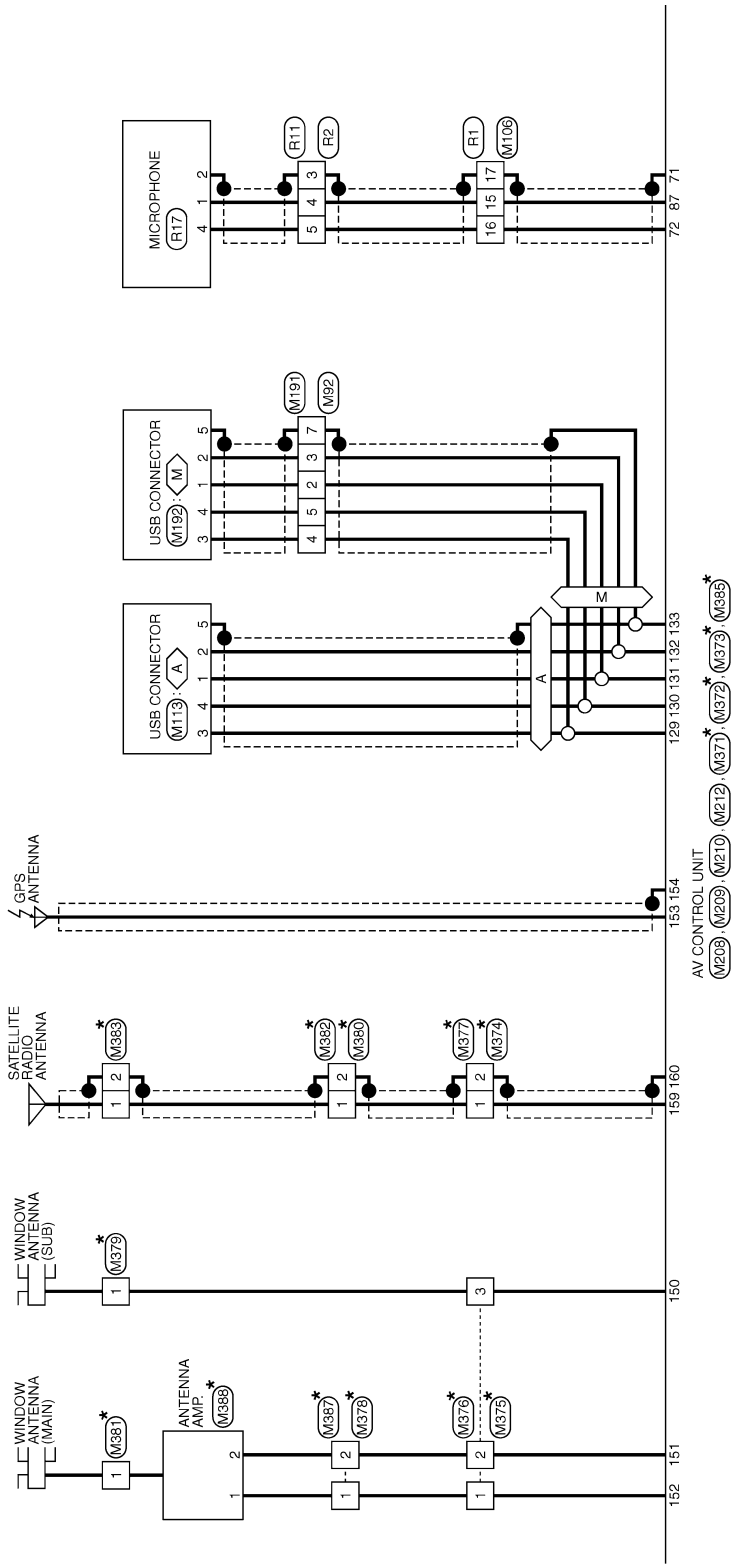 WINDOW
ANTENNA
(MAIN)
1
* M381
ANTENNA
AMP. *
M388
1 2
1 2
* M387
* M378
1 2
* M376
* M375
152 151
WINDOW
ANTENNA
(SUB)
1
* M379
3
150
SATELLITE
RADIO
ANTENNA
1 2
* M383
1 2
* M382
* M380
1 2
* M377
* M374
159 160
GPS
ANTENNA
153 154
USB CONNECTOR
M113 : A
3 4 1 2 5
A
129 130 131 132 133
USB CONNECTOR
M192 : M
3 4 1 2 5
4 5 2 3 7
M191
M92
M
MICROPHONE
R17
4 1 2
5 4 3
R11
R2
16 15 17
R1
M106
72 87 71
AV CONTROL UNIT
M208 , M209 , M210 , M212 , M371 * , M372 * , M373 * , M385 *